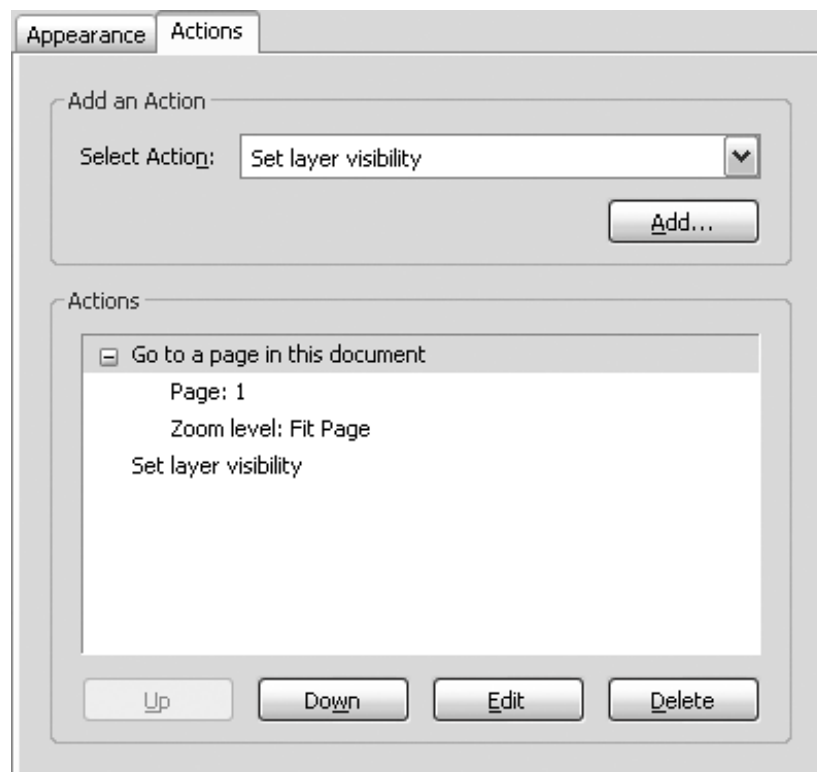 Appearance Actions
Add an Action
Select Action: Set layer visibility
Add...
Actions
Go to a page in this document
Page: 1
Zoom level: Fit Page
Set layer visibility
Up Down Edit Delete